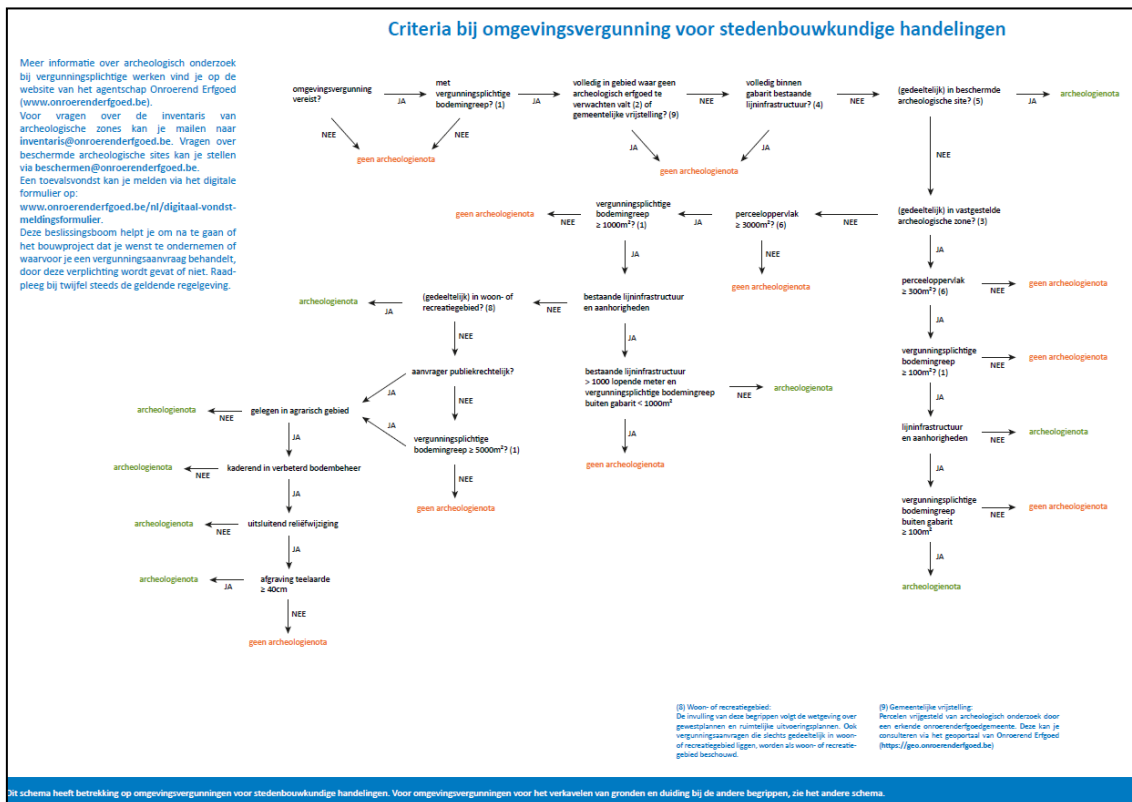 Criteria bij omgevingsvergunning voor stedenbouwkundige handelingen
Meer informatie over archeologisch onderzoek
bij vergunningsplichtige werken vind je op de
website van het agentschap Onroerend Erfgoed
(www.onroerenderfgoed.be).
Voor vragen over de inventaris van
archeologische zones kan je mailen naar
inventaris@onroerenderfgoed.be. Vragen over
beschermde archeologische sites kan je stellen
via beschermen@onroerenderfgoed.be.
Een toevalsvondst kan je melden via het digitale
formulier op:
www.onroerenderfgoed.be/nl/digitaal-vondst-
meldingsformulier.
Deze beslissingsboom helpt je om na te gaan of
het bouwproject dat je wenst te ondernemen of
waarvoor je een vergunningsaanvraag behandelt,
door deze verplichting wordt gevat of niet. Raad-
pleeg bij twijfel steeds de geldende regelgeving.
omgevingsvergunning
vereist?
JA
NEE
met
vergunningsplichtige
bodemingreep? (1)
JA
NEE
geen archeologienota
volledig in gebied waar geen
archeologisch erfgoed te
verwachten valt (2) of
gemeentelijke vrijstelling? (9)
NEE
JA
volledig binnen
gabarit bestaande
lijninfrastructuur? (4)
NEE
JA
geen archeologienota
(gedeeltelijk) in beschermde
archeologische site? (5)
JA
archeologienota
NEE
(gedeeltelijk) in vastgestelde
archeologische zone? (3)
NEE
JA
perceeloppervlak
≥ 3000m²? (6)
JA
NEE
geen archeologienota
vergunningsplichtige
bodemingreep
≥ 1000m²? (1)
NEE
geen archeologienota
JA
perceeloppervlak
≥ 300m²? (6)
NEE
geen archeologienota
JA
bestaande lijninfrastructuur
en aanhorigheden
NEE
JA
(gedeeltelijk) in woon- of
recreatiegebied? (8)
JA
archeologienota
NEE
vergunningsplichtige
bodemingreep
≥ 100m²? (1)
NEE
geen archeologienota
JA
bestaande lijninfrastructuur
> 1000 lopende meter en
vergunningsplichtige bodemingreep
buiten gabarit < 1000m²
NEE
archeologienota
JA
geen archeologienota
aanvrager publiekrechtelijk?
JA
NEE
vergunningsplichtige
bodemingreep ≥ 5000m²? (1)
JA
NEE
geen archeologienota
gelegen in agrarisch gebied
NEE
archeologienota
JA
kaderend in verbeterd bodembeheer
NEE
archeologienota
JA
uitsluitend reliëfwijziging
NEE
archeologienota
JA
afgraving teelaarde
≥ 40cm
JA
archeologienota
NEE
geen archeologienota
lijninfrastructuur
en aanhorigheden
NEE
archeologienota
JA
vergunningsplichtige
bodemingreep
buiten gabarit
≥ 100m²
NEE
geen archeologienota
JA
archeologienota
(8) Woon- of recreatiegebied:
De invulling van deze begrippen volgt de wetgeving over
gewestplannen en ruimtelijke uitvoeringsplannen. Ook
vergunningsaanvragen die slechts gedeeltelijk in woon-
of recreatiegebied liggen, worden als woon- of recreatie-
gebied beschouwd.
(9) Gemeentelijke vrijstelling:
Percelen vrijgesteld van archeologisch onderzoek door
een erkende onroerenderfgoedgemeente. Deze kan je
consulteren via het geoportaal van Onroerend Erfgoed
(https://geo.onroerenderfgoed.be)
Dit schema heeft betrekking op omgevingsvergunningen voor stedenbouwkundige handelingen. Voor omgevingsvergunningen voor het verkavelen van gronden en duiding bij de andere begrippen, zie het andere schema.